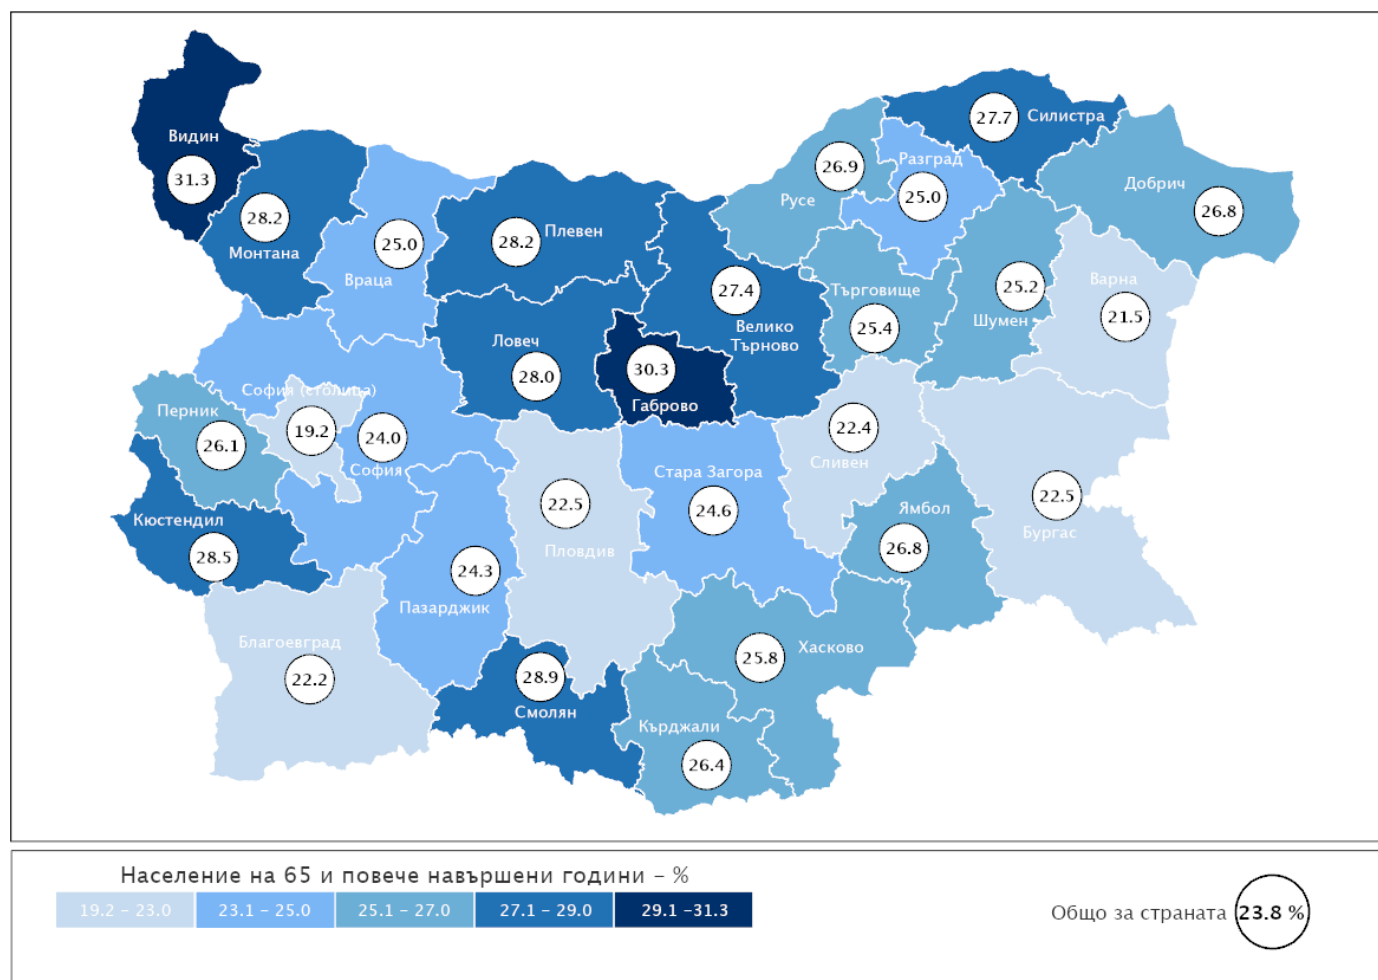 Видин
31.3
28.2
Монтана
25.0
Враца
28.2
Плевен
27.4
Велико
Търново
26.9
Русе
Разград
25.0
27.7
Силистра
Добрич
26.8
Търговище
25.4
25.2
Шумен
Варна
21.5
Ловеч
28.0
30.3
Габрово
София (столица)
19.2
24.0
София
Перник
26.1
Кюстендил
28.5
22.5
Пловдив
Стара Загора
24.6
22.4
Сливен
Ямбол
26.8
22.5
Бургас
24.3
Пазарджик
Благоевград
22.2
28.9
Смолян
25.8
Хасково
Кърджали
26.4
Население на 65 и повече навършени години – %
19.2 – 23.0 23.1 – 25.0 25.1 – 27.0 27.1 – 29.0 29.1 –31.3
Общо за страната 23.8 %